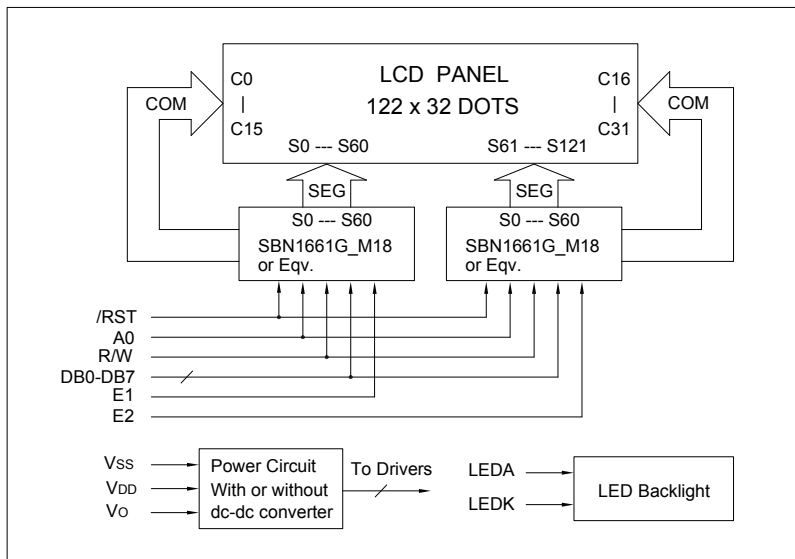 LCD PANEL
122 x 32 DOTS
C0
|
C15
C16
|
C31
COM
COM
S0 --- S60
S61 --- S121
SEG
SEG
S0 --- S60
SBN1661G_M18
or Eqv.
S0 --- S60
SBN1661G_M18
or Eqv.
/RST
A0
R/W
DB0-DB7
E1
E2
VSS
VDD
VO
Power Circuit
With or without
dc-dc converter
To Drivers
LEDA
LEDK
LED Backlight